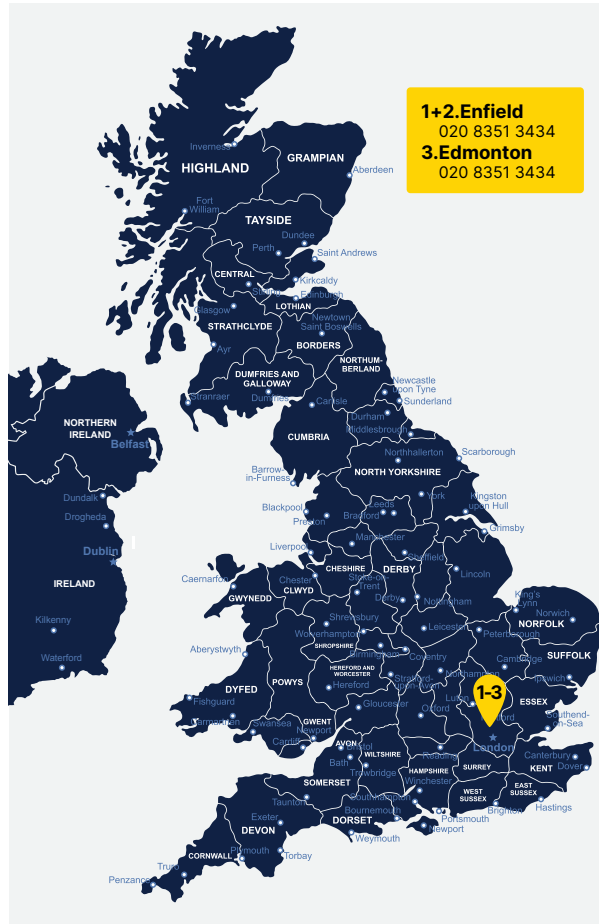 1+2.Enfield
020 8351 3434
3.Edmonton
020 8351 3434
Inverness
HIGHLAND
GRAMPIAN
Aberdeen
Fort
William
TAYSIDE
Dundee
Perth
Saint Andrews
CENTRAL
Kirkcaldy
Stirling
Edinburgh
LOTHIAN
Glasgow
Newtown
Saint Boswells
STRATHCLYDE
BORDERS
Ayr
NORTHUM-
BERLAND
DUMFRIES AND
GALLOWAY
Newcastle
upon Tyne
Stranraer
Dumfries
Carlisle
Sunderland
Durham
NORTHERN
IRELAND
Belfast
Middlesbrough
CUMBRIA
Northhallerton
Scarborough
Barrow-
in-Furness
NORTH YORKSHIRE
Dundalk
York
Kingston
upon Hull
Blackpool
Leeds
Preston
Bradford
Drogheda
Grimsby
Manchester
Dublin
Liverpool
Sheffield
IRELAND
CHESHIRE
DERBY
Lincoln
Caernarfon
Chester
Stoke-on-
Trent
CLWYD
GWYNEDD
Derby
Nottingham
King's
Lynn
Norwich
Kilkenny
Shrewsbury
NORFOLK
Wolverhampton
Leicester
Peterborough
SHROPSHIRE
Aberystwyth
Birmingham
Coventry
SUFFOLK
Waterford
HEREFORD AND
WORCESTER
Cambridge
POWYS
Stratford-
upon-Avon
Northampton
Ipswich
DYFED
Hereford
1-3
Fishguard
Luton
ESSEX
Gloucester
Oxford
Southend-
on-Sea
Carmarthen
Swansea
GWENT
Newport
Cardiff
AVON
Bristol
London
Reading
Bath
WILTSHIRE
Canterbury
Trowbridge
HAMPSHIRE
SURREY
KENT
Dover
SOMERSET
Winchester
WEST
SUSSEX
EAST
SUSSEX
Taunton
Southhampton
Hastings
Bournemouth
Brighton
Exeter
DORSET
Portsmouth
DEVON
Newport
Weymouth
Plymouth
Torbay
CORNWALL
Truro
Penzance